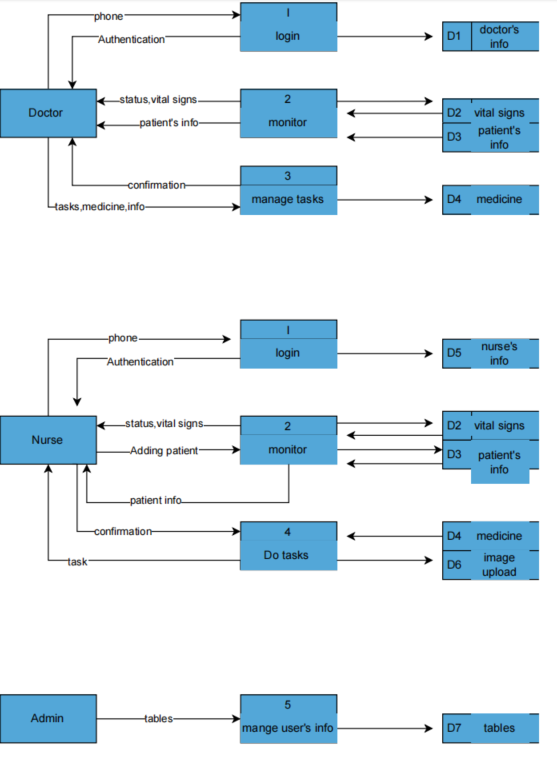 phone
I
login
Authentication
D1
doctor's
info
Doctor
status,vital signs
2
monitor
patient's info
D2
vital signs
D3
patient's
info
confirmation
3
manage tasks
tasks,medicine,info
D4
medicine
phone
I
login
Authentication
D5
nurse's
info
Nurse
status,vital signs
2
monitor
Adding patient
D2
vital signs
D3
patient's
info
patient info
confirmation
4
Do tasks
task
D4
medicine
D6
image
upload
Admin
tables
5
mange user's info
D7
tables